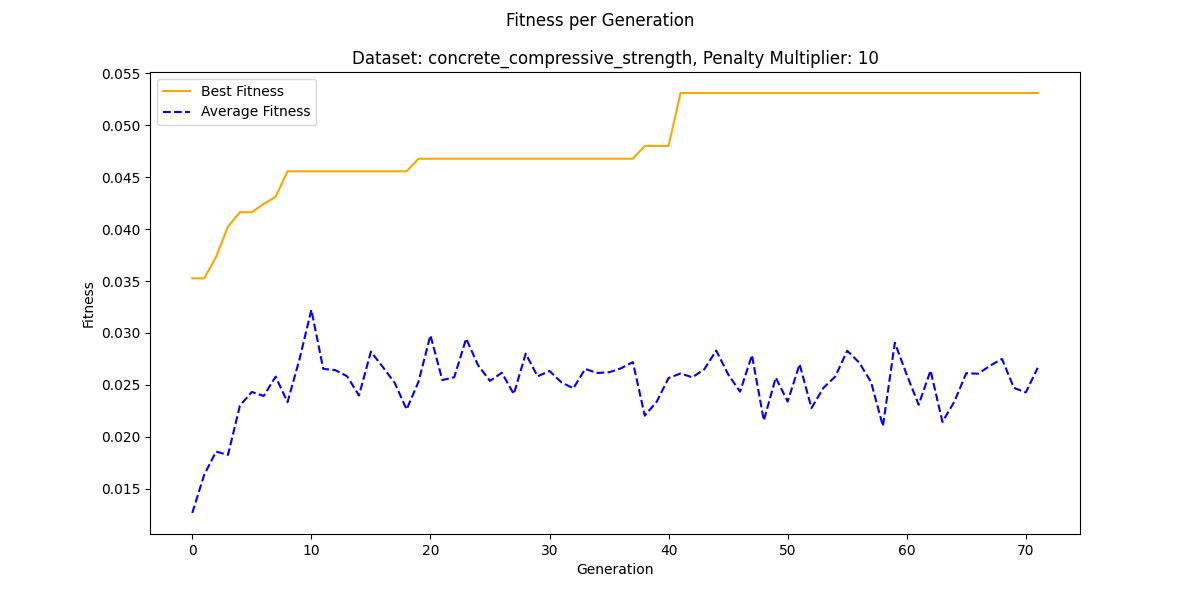 Fitness per Generation
Dataset: concrete_compressive_strength, Penalty Multiplier: 10
Best Fitness
Average Fitness
Fitness
0.055
0.050
0.045
0.040
0.035
0.030
0.025
0.020
0.015
0 10 20 30 40 50 60 70
Generation